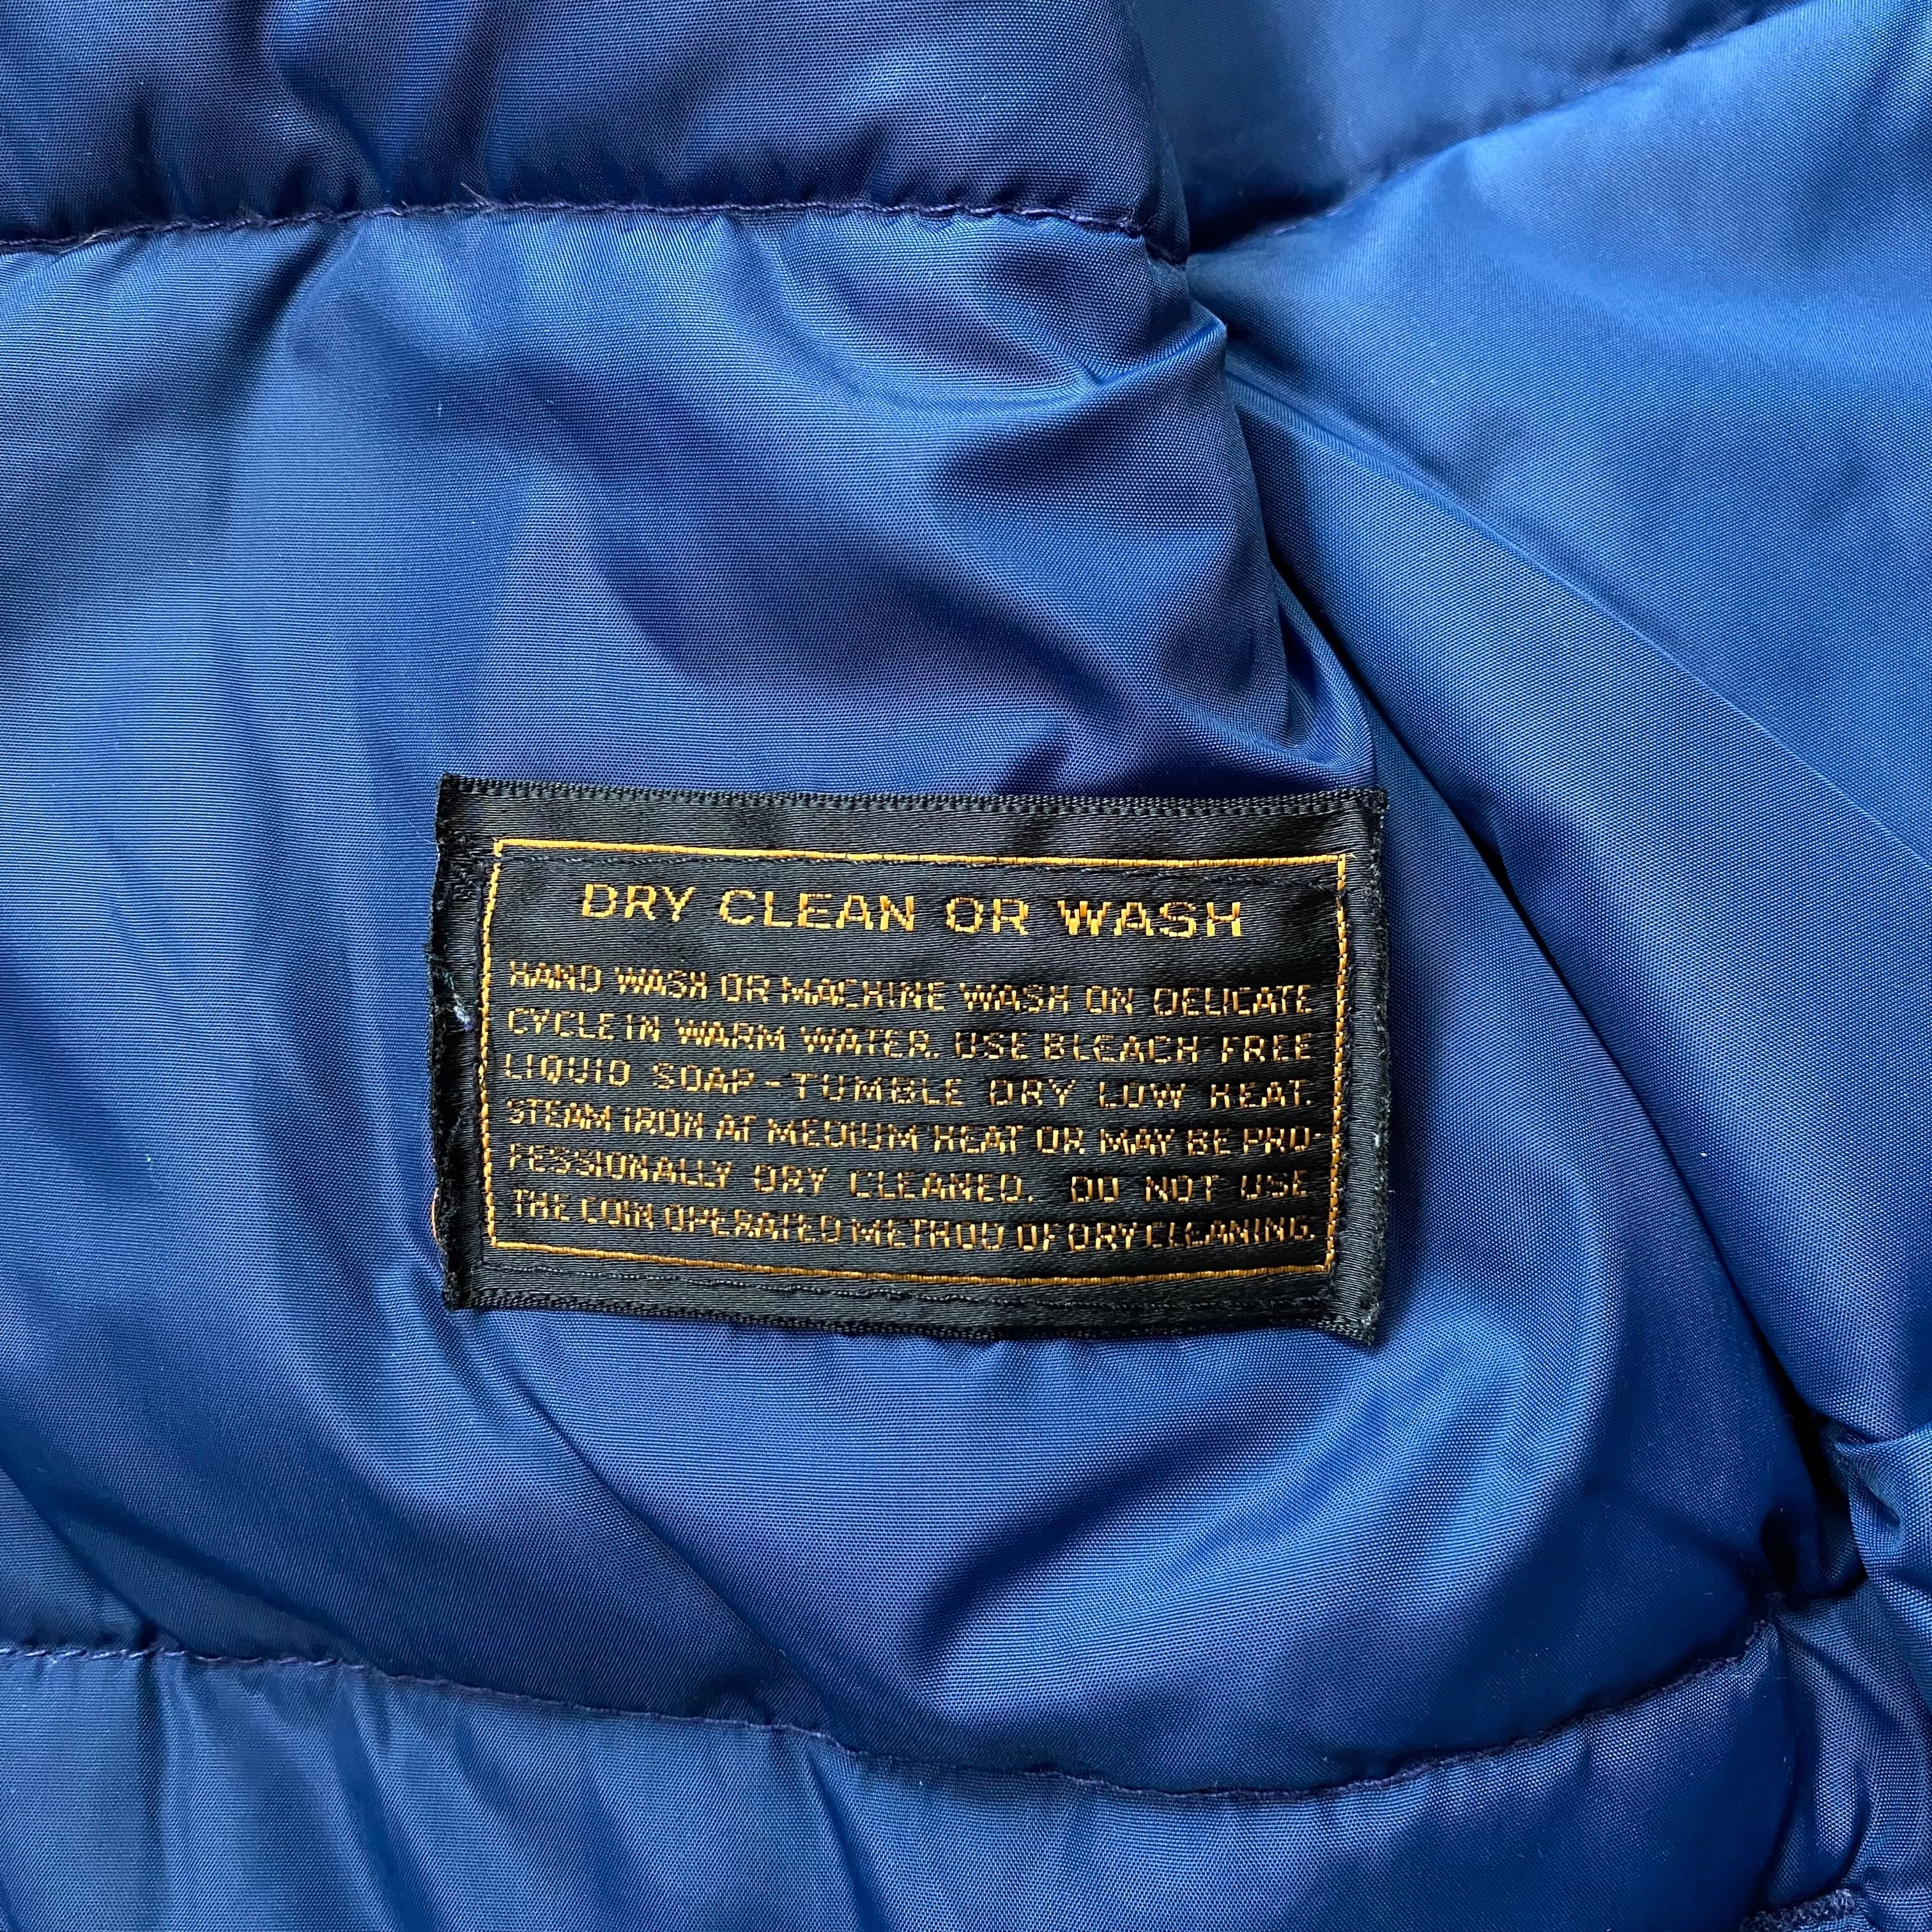 DRY CLEAN OR WASH
HAND WASH OR MACHINE WASH ON DELICATE
CYCLE IN WARM WATER. USE BLEACH FREE
LIQUID SOAP-TUMBLE DRY LOW HEAT.
STEAM IRON AT MEDIUM HEAT OR MAY BE PRO-
FESSIONALLY DRY CLEANED. DO NOT USE
THE COIN OPERATED METHOD OF DRY CLEANING.